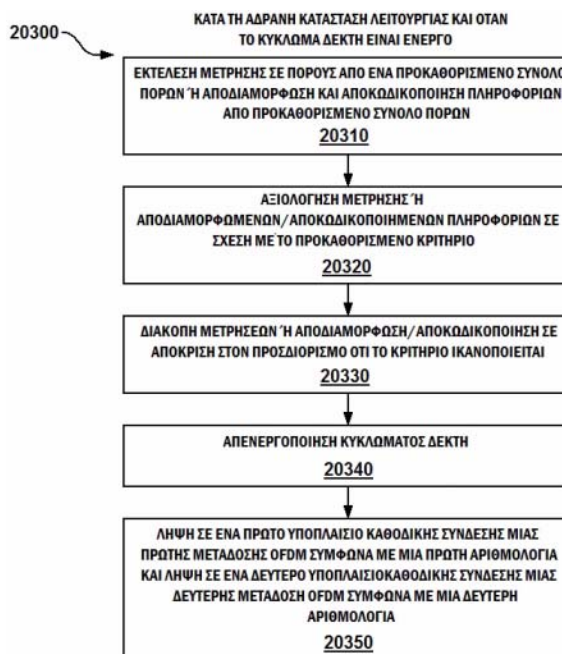 20300
ΚΑΤΑ ΤΗ ΑΔΡΑΝΗ ΚΑΤΑΣΤΑΣΗ ΛΕΙΤΟΥΡΓΙΑΣ ΚΑΙ ΟΤΑΝ
ΤΟ ΚΥΚΛΩΜΑ ΔΕΚΤΗ ΕΙΝΑΙ ΕΝΕΡΓΟ
ΕΚΤΕΛΕΣΗ ΜΕΤΡΗΣΗΣ ΣΕ ΠΟΡΟΥΣ ΑΠΟ ΕΝΑ ΠΡΟΚΑΘΟΡΙΣΜΕΝΟ ΣΥΝΟΛΟ
ΠΟΡΩΝ Ή ΑΠΟΔΙΑΜΟΡΦΩΣΗ ΚΑΙ ΑΠΟΚΩΔΙΚΟΠΟΙΗΣΗ ΠΛΗΡΟΦΟΡΙΩΝ
ΑΠΟ ΠΡΟΚΑΘΟΡΙΣΜΕΝΟ ΣΥΝΟΛΟ ΠΟΡΩΝ
20310
ΑΞΙΟΛΟΓΗΣΗ ΜΕΤΡΗΣΗΣ Ή
ΑΠΟΔΙΑΜΟΡΦΩΜΕΝΩΝ/ΑΠΟΚΩΔΙΚΟΠΟΙΗΜΕΝΩΝ ΠΛΗΡΟΦΟΡΙΩΝ ΣΕ
ΣΧΕΣΗ ΜΕ ΤΟ ΠΡΟΚΑΘΟΡΙΣΜΕΝΟ ΚΡΙΤΗΡΙΟ
20320
ΔΙΑΚΟΠΗ ΜΕΤΡΗΣΕΩΝ Ή ΑΠΟΔΙΑΜΟΡΦΩΣΗ/ΑΠΟΚΩΔΙΚΟΠΟΙΗΣΗ ΣΕ
ΑΠΟΚΡΙΣΗ ΣΤΟΝ ΠΡΟΣΔΙΟΡΙΣΜΟ ΟΤΙ ΤΟ ΚΡΙΤΗΡΙΟ ΙΚΑΝΟΠΟΙΕΙΤΑΙ
20330
ΑΠΕΝΕΡΓΟΠΟΙΗΣΗ ΚΥΚΛΩΜΑΤΟΣ ΔΕΚΤΗ
20340
ΛΗΨΗ ΣΕ ΕΝΑ ΠΡΩΤΟ ΥΠΟΠΛΑΙΣΙΟ ΚΑΘΟΔΙΚΗΣ ΣΥΝΔΕΣΗΣ ΜΙΑΣ
ΠΡΩΤΗΣ ΜΕΤΑΔΟΣΗΣ OFDM ΣΥΜΦΩΝΑ ΜΕ ΜΙΑ ΠΡΩΤΗ ΑΡΙΘΜΟΛΟΓΙΑ
ΚΑΙ ΛΗΨΗ ΣΕ ΕΝΑ ΔΕΥΤΕΡΟ ΥΠΟΠΛΑΙΣΙΟΚΑΘΟΔΙΚΗΣ ΣΥΝΔΕΣΗΣ ΜΙΑΣ
ΔΕΥΤΕΡΗΣ ΜΕΤΑΔΟΣΗ OFDM ΣΥΜΦΩΝΑ ΜΕ ΜΙΑ ΔΕΥΤΕΡΗ
ΑΡΙΘΜΟΛΟΓΙΑ
20350